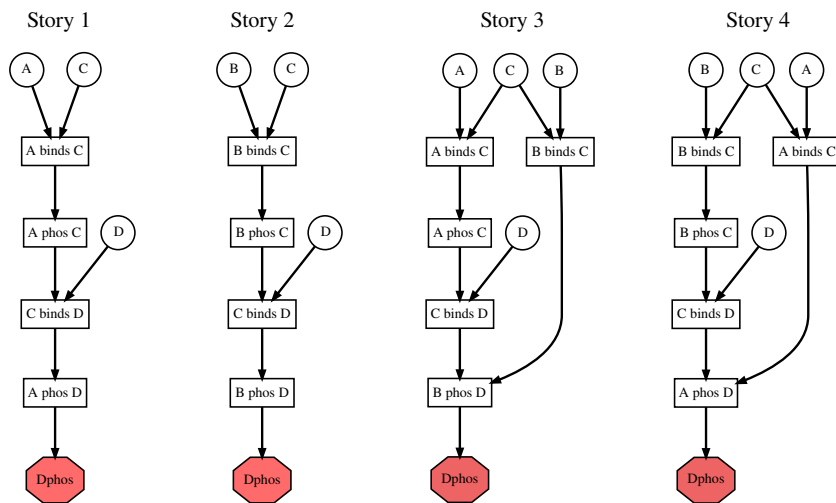 Story 1
Story 2
Story 3
Story 4
A
C
B
C
A
C
B
B
C
A
A binds C
B binds C
A binds C
B binds C
B binds C
A binds C
A phos C
D
B phos C
D
A phos C
D
B phos C
D
C binds D
C binds D
C binds D
C binds D
A phos D
B phos D
B phos D
A phos D
Dphos
Dphos
Dphos
Dphos